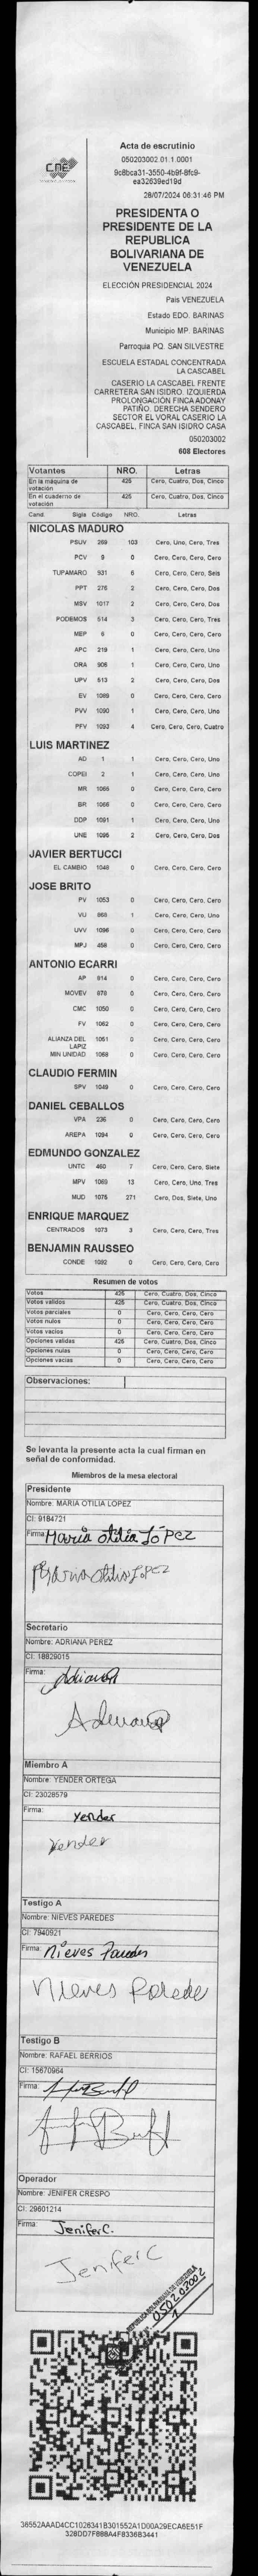 CNE
Acta de escrutinio
050203002.01.1.0001
9c8bca31-3550-4b9f-8fc9-
ea32639ed19d
28/07/2024 06:31:46 PM
PRESIDENTA O
PRESIDENTE DE LA
REPUBLICA
BOLIVARIANA DE
VENEZUELA
ELECCIÓN PRESIDENCIAL 2024
País VENEZUELA
Estado EDO. BARINAS
Municipio MP. BARINAS
Parroquia PQ. SAN SILVESTRE
ESCUELA ESTADAL CONCENTRADA
LA CASCABEL
CASERIO LA CASCABEL FRENTE
CARRETERA SAN ISIDRO. IZQUIERDA
PROLONGACIÓN FINCA ADONAY
PATIÑO. DERECHA SENDERO
SECTOR EL VORAL CASERIO LA
CASCABEL, FINCA SAN ISIDRO CASA
050203002
608 Electores
Votantes NRO. Letras
En la máquina de votación 425 Cero, Cuatro, Dos, Cinco
En el cuaderno de votación 425 Cero, Cuatro, Dos, Cinco
Cand Sigla Código NRO. Letras
NICOLAS MADURO
PSUV 269 103 Cero, Uno, Cero, Tres
PCV 9 0 Cero, Cero, Cero, Cero
TUPAMARO 931 6 Cero, Cero, Cero, Seis
PPT 276 2 Cero, Cero, Cero, Dos
MSV 1017 2 Cero, Cero, Cero, Dos
PODEMOS 514 3 Cero, Cero, Cero, Tres
MEP 6 0 Cero, Cero, Cero, Cero
APC 219 1 Cero, Cero, Cero, Uno
ORA 906 1 Cero, Cero, Cero, Uno
UPV 513 2 Cero, Cero, Cero, Dos
EV 1089 0 Cero, Cero, Cero, Cero
PVV 1090 1 Cero, Cero, Cero, Uno
PFV 1093 4 Cero, Cero, Cero, Cuatro
LUIS MARTINEZ
AD 1 1 Cero, Cero, Cero, Uno
COPEI 2 1 Cero, Cero, Cero, Uno
MR 1065 0 Cero, Cero, Cero, Cero
BR 1066 0 Cero, Cero, Cero, Cero
DDP 1091 1 Cero, Cero, Cero, Uno
UNE 1095 2 Cero, Cero, Cero, Dos
JAVIER BERTUCCI
EL CAMBIO 1048 0 Cero, Cero, Cero, Cero
JOSE BRITO
PV 1053 0 Cero, Cero, Cero, Cero
VU 868 1 Cero, Cero, Cero, Uno
UVV 1096 0 Cero, Cero, Cero, Cero
MPJ 458 0 Cero, Cero, Cero, Cero
ANTONIO ECARRI
AP 814 0 Cero, Cero, Cero, Cero
MOVEV 979 0 Cero, Cero, Cero, Cero
CMC 1050 0 Cero, Cero, Cero, Cero
FV 1062 0 Cero, Cero, Cero, Cero
ALIANZA DEL LAPIZ 1051 0 Cero, Cero, Cero, Cero
MIN UNIDAD 1068 0 Cero, Cero, Cero, Cero
CLAUDIO FERMIN
SPV 1049 0 Cero, Cero, Cero, Cero
DANIEL CEBALLOS
VPA 236 0 Cero, Cero, Cero, Cero
AREPA 1094 0 Cero, Cero, Cero, Cero
EDMUNDO GONZALEZ
UNTC 460 7 Cero, Cero, Cero, Siete
MPV 1069 13 Cero, Cero, Uno, Tres
MUD 1075 271 Cero, Dos, Siete, Uno
ENRIQUE MARQUEZ
CENTRADOS 1073 3 Cero, Cero, Cero, Tres
BENJAMIN RAUSSEO
CONDE 1092 0 Cero, Cero, Cero, Cero
Resumen de votos
Votos 425 Cero, Cuatro, Dos, Cinco
Votos validos 425 Cero, Cuatro, Dos, Cinco
Votos parciales 0 Cero, Cero, Cero, Cero
Votos nulos 0 Cero, Cero, Cero, Cero
Votos vacios 0 Cero, Cero, Cero, Cero
Opciones validas 425 Cero, Cuatro, Dos, Cinco
Opciones nulas 0 Cero, Cero, Cero, Cero
Opciones vacias 0 Cero, Cero, Cero, Cero
Observaciones:
Se levanta la presente acta la cual firman en
señal de conformidad.
Miembros de la mesa electoral
Presidente
Nombre: MARIA OTILIA LOPEZ
CI: 9184721
Firma: Maria otilia LóPez
Maria otilia LoPez
Secretario
Nombre: ADRIANA PEREZ
CI: 18829015
Firma: Adriana
Adriana
Miembro A
Nombre: YENDER ORTEGA
CI: 23028579
Firma: Yender
Yender
Testigo A
Nombre: NIEVES PAREDES
CI: 7940921
Firma: Nieves Paredes
Nieves Paredes
Testigo B
Nombre: RAFAEL BERRIOS
CI: 15670964
Firma:
Operador
Nombre: JENIFER CRESPO
CI: 29601214
Firma: Jenifer C.
Jenifer C
REPUBLICA BOLIVARIANA DE VENEZUELA
050203002
1
36552AAAD4CC1026341B301552A1D00A29ECA6E51F
328DD7F888A4F8336B3441